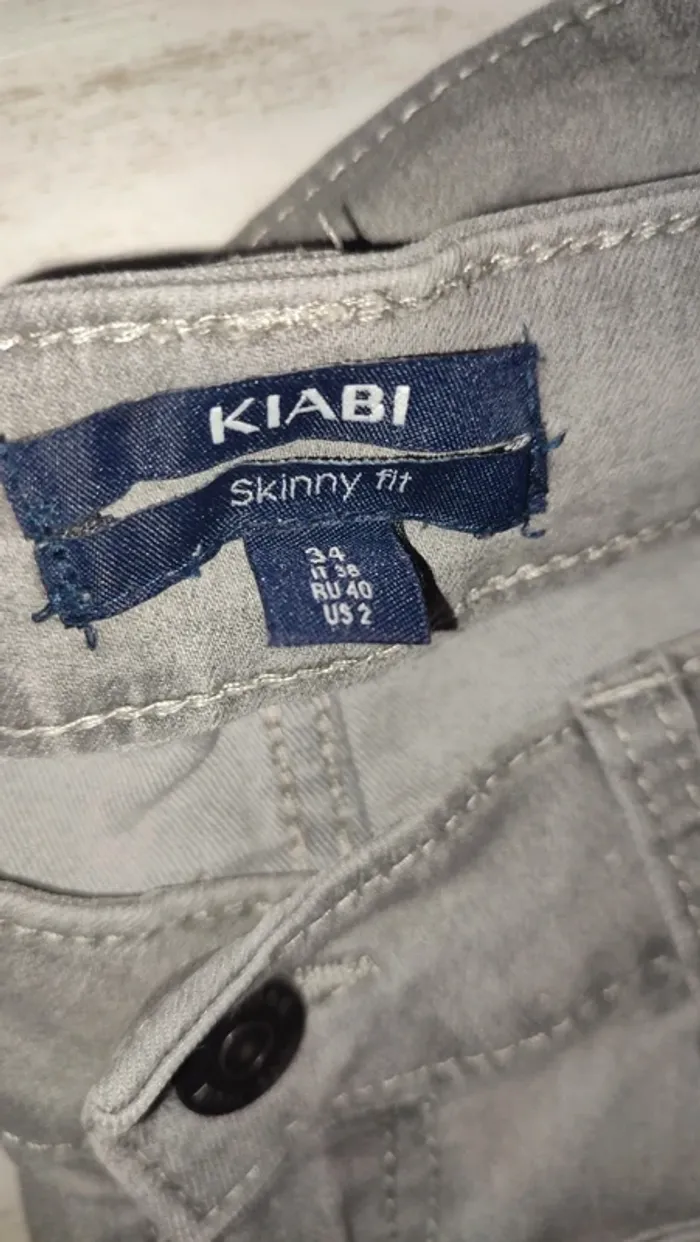 KIABI
Skinny fit
34
IT 38
RU 40
US 2